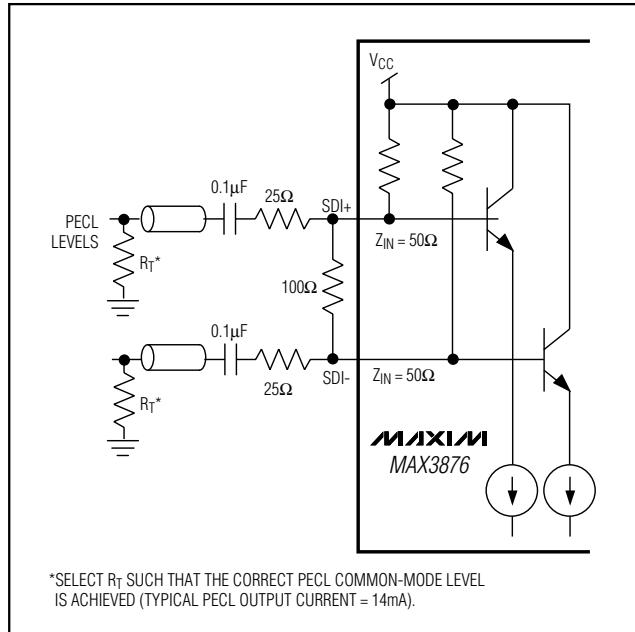 VCC
0.1μF
25Ω
SDI+
PECL
LEVELS
ZIN = 50Ω
RT*
100Ω
0.1μF
25Ω
SDI-
ZIN = 50Ω
RT*
MAXIM
MAX3876
*SELECT RT SUCH THAT THE CORRECT PECL COMMON-MODE LEVEL
IS ACHIEVED (TYPICAL PECL OUTPUT CURRENT = 14mA).